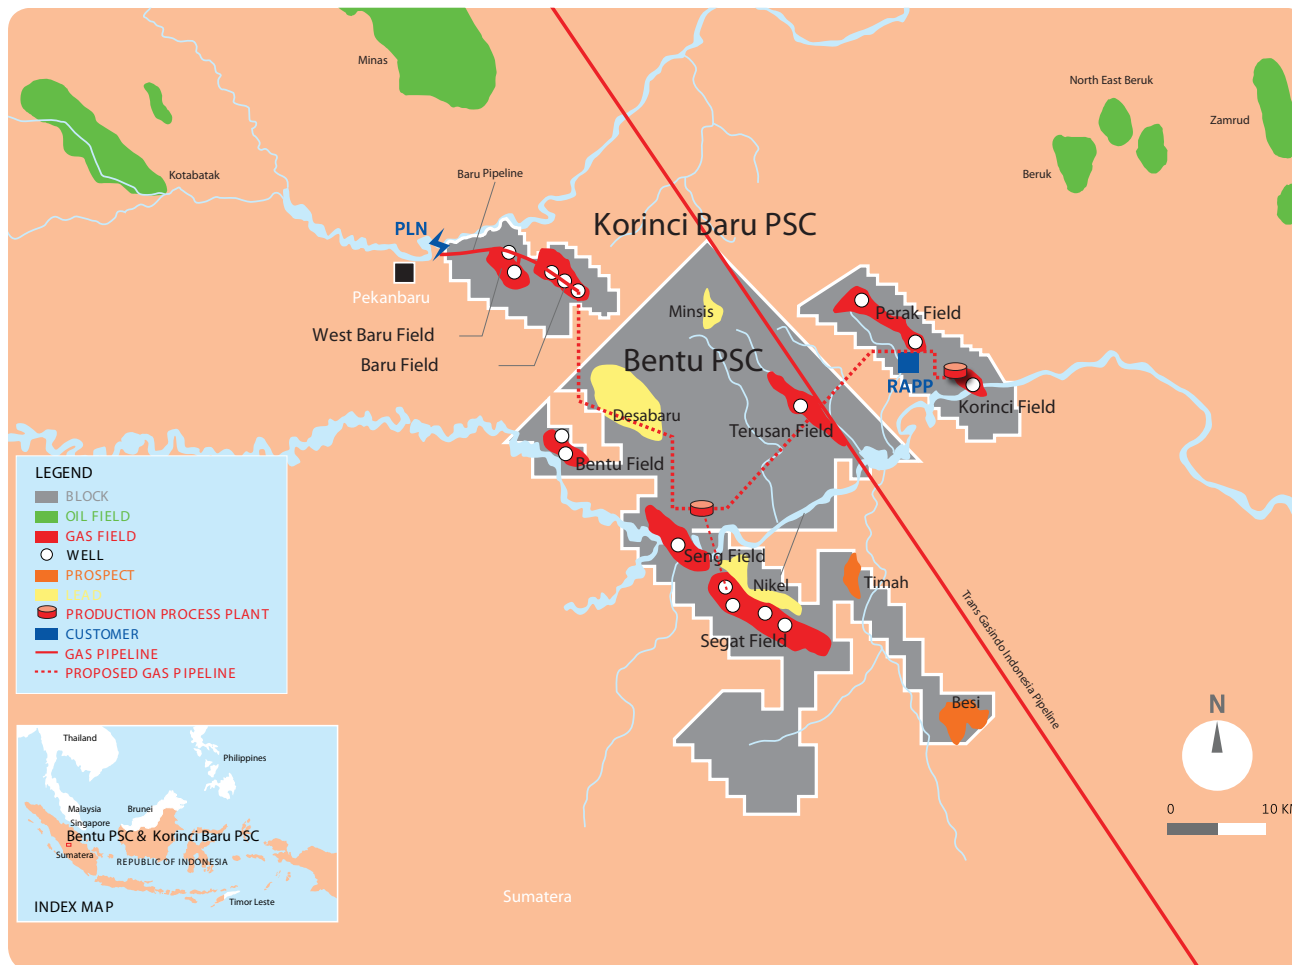 Minas
North East Beruk
Zamrud
Beruk
Kotabatak
Baru Pipeline
PLN
Korinci Baru PSC
Pekanbaru
Minsis
Perak Field
West Baru Field
Baru Field
Bentu PSC
RAPP
Korinci Field
Desabaru
Terusan Field
Bentu Field
Seng Field
Nikel
Timah
Segat Field
Trans Gasindo Indonesia Pipeline
Besi
LEGEND
BLOCK
OIL FIELD
GAS FIELD
WELL
PROSPECT
LEAD
PRODUCTION PROCESS PLANT
CUSTOMER
GAS PIPELINE
PROPOSED GAS PIPELINE
N
0 10 KM
Thailand
Philippines
Malaysia
Brunei
Singapore
Bentu PSC & Korinci Baru PSC
Sumatera
REPUBLIC OF INDONESIA
Timor Leste
INDEX MAP
Sumatera